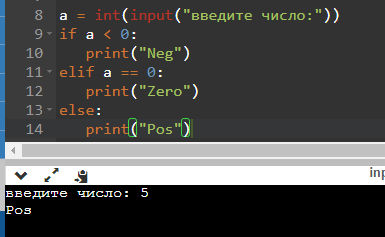 8 a = int(input("введите число:"))
9 if a < 0:
10 print("Neg")
11 elif a == 0:
12 print("Zero")
13 else:
14 print("Pos")
inp
введите число: 5
Pos